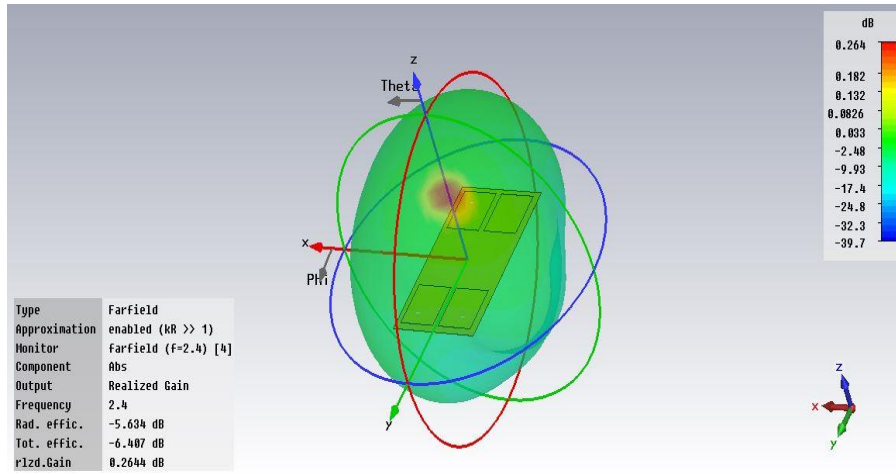 dB
0.264
0.182
0.132
0.0826
0.033
-2.48
-9.93
-17.4
-24.8
-32.3
-39.7
z
Theta
x
Phi
y
Type Farfield
Approximation enabled (kR >> 1)
Monitor farfield (f=2.4) [4]
Component Abs
Output Realized Gain
Frequency 2.4
Rad. effic. -5.634 dB
Tot. effic. -6.407 dB
rlzd.Gain 0.2644 dB
z
x
y